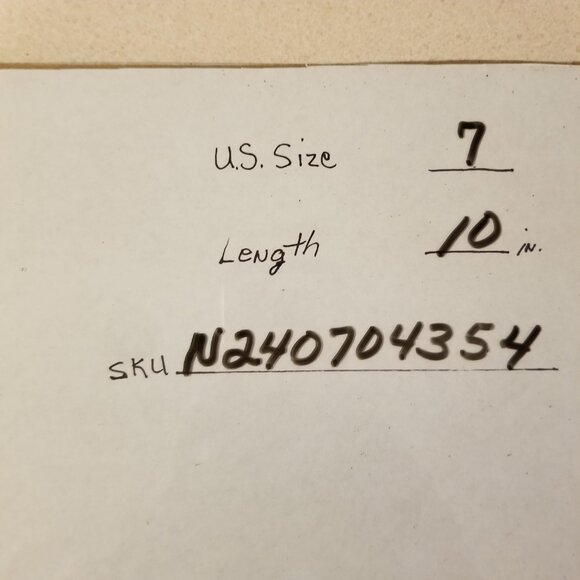 U.S. Size 7
Length 10 in.
SKU N240704354